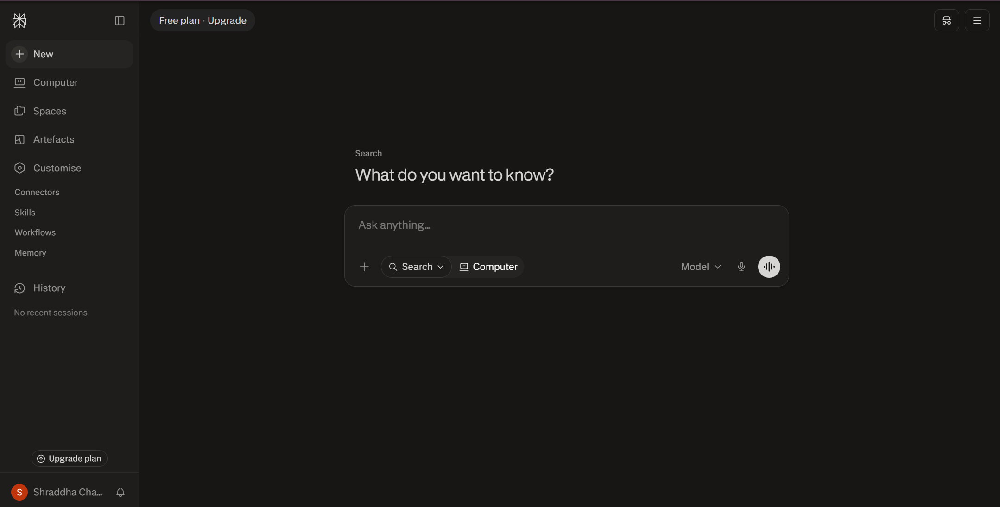 Free plan · Upgrade
New
Computer
Spaces
Artefacts
Customise
Connectors
Skills
Workflows
Memory
History
No recent sessions
Upgrade plan
S
Shraddha Cha...
Search
What do you want to know?
Ask anything...
Search
Computer
Model